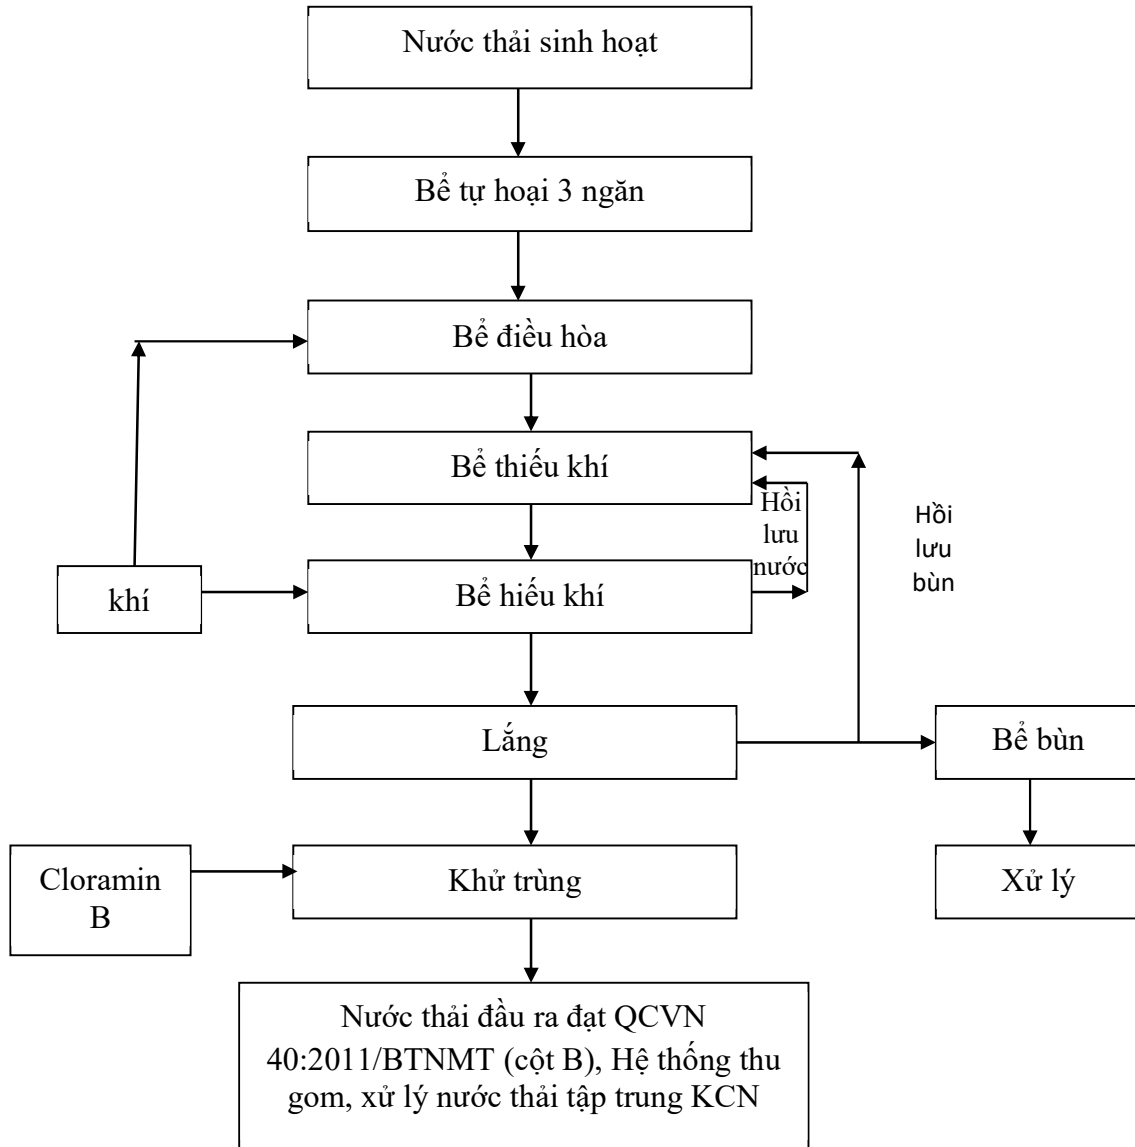 Nước thải sinh hoạt
Bể tự hoại 3 ngăn
Bể điều hòa
Bể thiếu khí
Hồi
lưu
nước
Hồi
lưu
bùn
khí
Bể hiếu khí
Lắng
Bể bùn
Cloramin
B
Khử trùng
Xử lý
Nước thải đầu ra đạt QCVN
40:2011/BTNMT (cột B), Hệ thống thu
gom, xử lý nước thải tập trung KCN